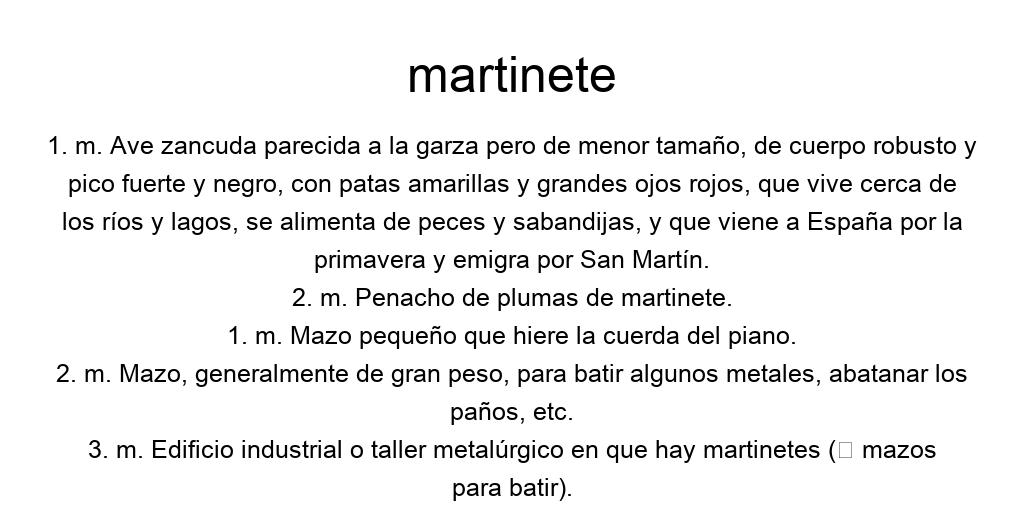 martinete
1. m. Ave zancuda parecida a la garza pero de menor tamaño, de cuerpo robusto y
pico fuerte y negro, con patas amarillas y grandes ojos rojos, que vive cerca de
los ríos y lagos, se alimenta de peces y sabandijas, y que viene a España por la
primavera y emigra por San Martín.
2. m. Penacho de plumas de martinete.
1. m. Mazo pequeño que hiere la cuerda del piano.
2. m. Mazo, generalmente de gran peso, para batir algunos metales, abatanar los
paños, etc.
3. m. Edificio industrial o taller metalúrgico en que hay martinetes (▯ mazos
para batir).